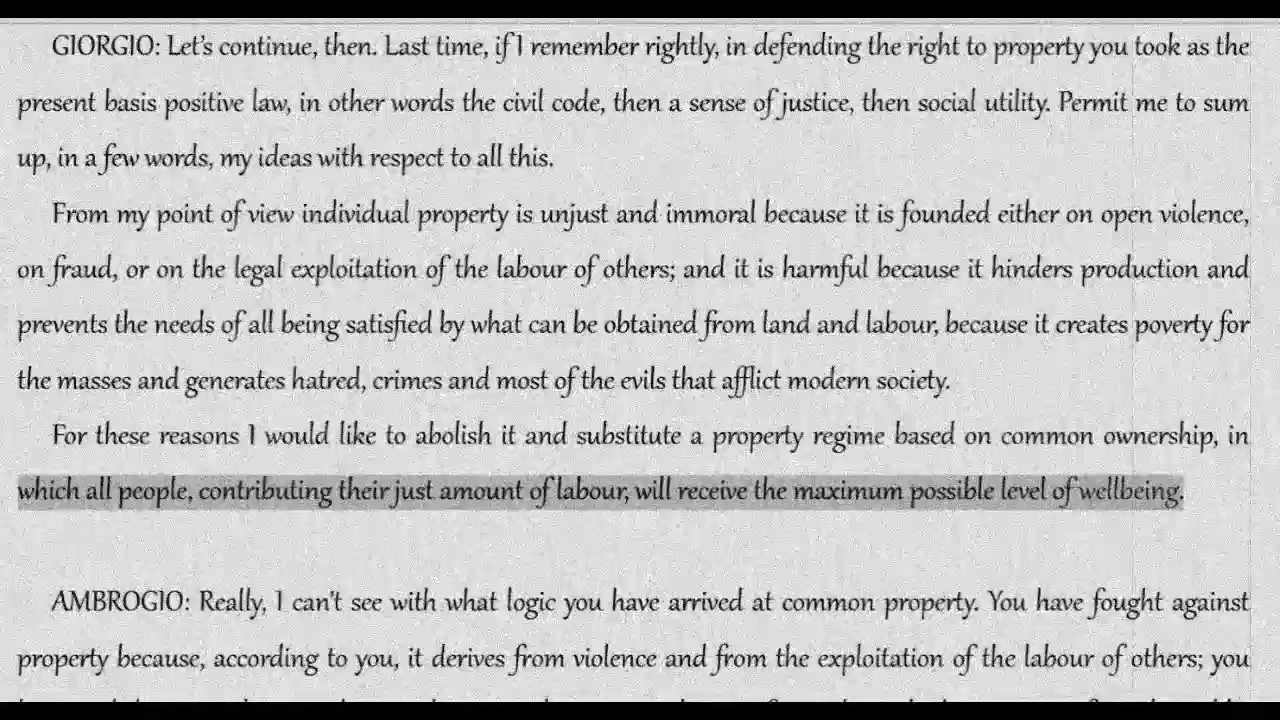 GIORGIO: Let's continue, then. Last time, if I remember rightly, in defending the right to property you took as the
present basis positive law, in other words the civil code, then a sense of justice, then social utility. Permit me to sum
up, in a few words, my ideas with respect to all this.
From my point of view individual property is unjust and immoral because it is founded either on open violence,
on fraud, or on the legal exploitation of the labour of others; and it is harmful because it hinders production and
prevents the needs of all being satisfied by what can be obtained from land and labour, because it creates poverty for
the masses and generates hatred, crimes and most of the evils that afflict modern society.
For these reasons I would like to abolish it and substitute a property regime based on common ownership, in
which all people, contributing their just amount of labour, will receive the maximum possible level of wellbeing.
AMBROGIO: Really, I can't see with what logic you have arrived at common property. You have fought against
property because, according to you, it derives from violence and from the exploitation of the labour of others; you